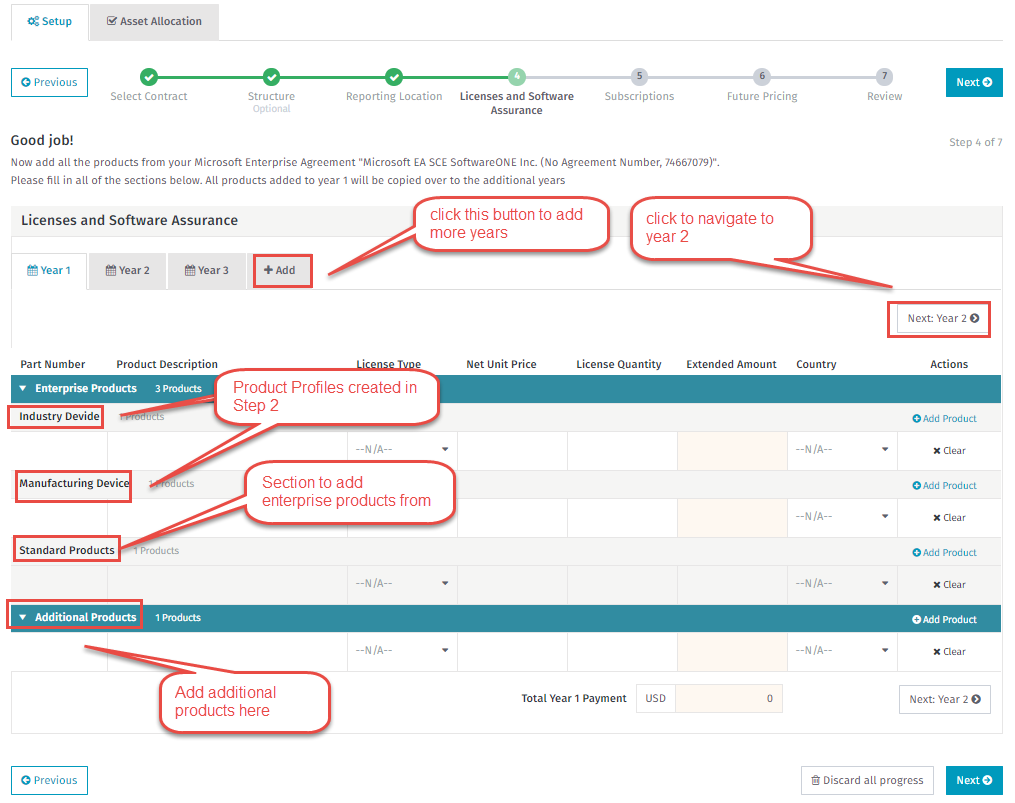 Setup
Asset Allocation
Previous
Select Contract
Structure
Optional
Reporting Location
4
Licenses and Software
Assurance
5
Subscriptions
6
Future Pricing
7
Review
Next
Good job!
Step 4 of 7
Now add all the products from your Microsoft Enterprise Agreement "Microsoft EA SCE SoftwareONE Inc. (No Agreement Number, 74667079)".
Please fill in all of the sections below. All products added to year 1 will be copied over to the additional years
click this button to add
more years
click to navigate to
year 2
Licenses and Software Assurance
Year 1
Year 2
Year 3
Add
Next: Year 2
Part Number Product Description License Type Net Unit Price License Quantity Extended Amount Country Actions
Enterprise Products 3 Products
Product Profiles created in
Step 2
Industry Devide Products Add Product
--N/A-- --N/A-- Clear
Manufacturing Device 1 Products Add Product
Section to add
enterprise products from
--N/A-- Clear
Standard Products 1 Products Add Product
--N/A-- --N/A-- Clear
Additional Products 1 Products Add Product
--N/A-- --N/A-- Clear
Add additional
products here
Total Year 1 Payment USD 0 Next: Year 2
Previous
Discard all progress
Next